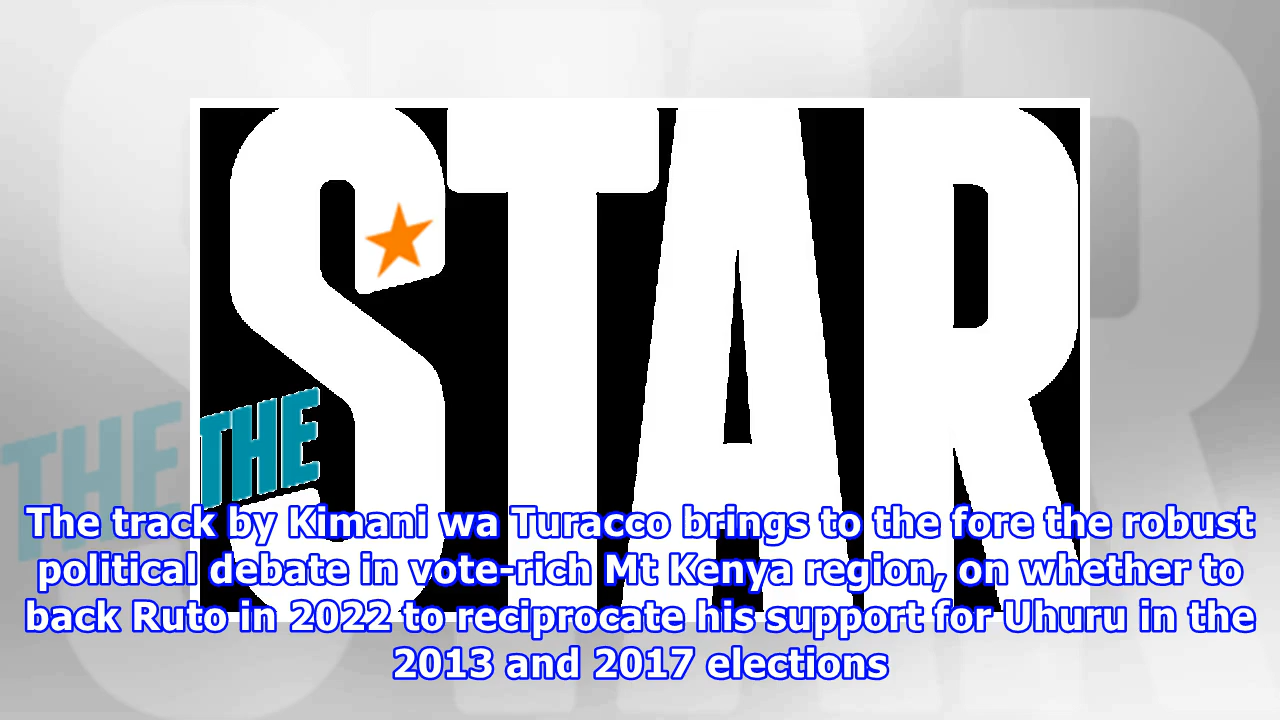 THE STAR
The track by Kimani wa Turacco brings to the fore the robust
political debate in vote-rich Mt Kenya region, on whether to
back Ruto in 2022 to reciprocate his support for Uhuru in the
2013 and 2017 elections